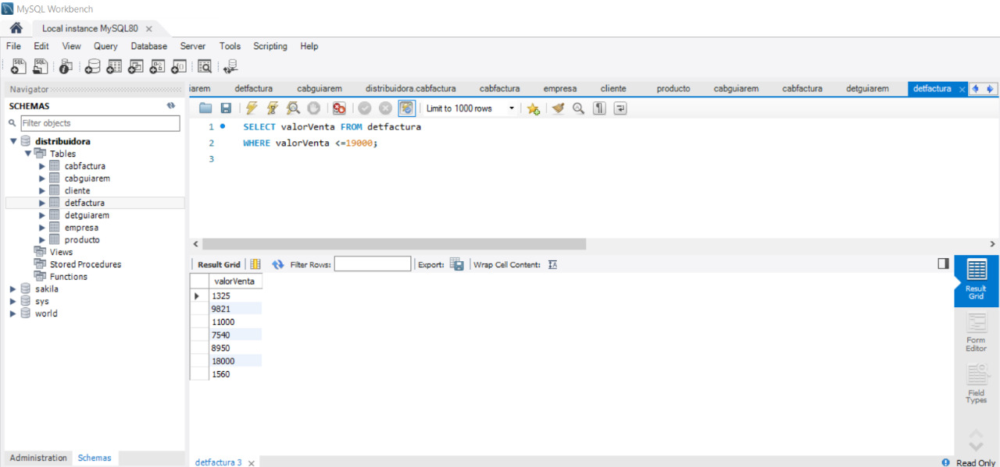 MySQL Workbench
Local instance MySQL80
File Edit View Query Database Server Tools Scripting Help
Navigator
SCHEMAS
Filter objects
distribuidora
Tables
cabfactura
cabguiarem
cliente
detfactura
detguiarem
empresa
producto
Views
Stored Procedures
Functions
sakila
sys
world
Administration Schemas
iarem detfactura cabguiarem distribuidora.cabfactura cabfactura empresa cliente producto cabguiarem cabfactura detguiarem detfactura
Limit to 1000 rows
1 SELECT valorVenta FROM detfactura
2 WHERE valorVenta <=19000;
3
Result Grid Filter Rows: Export: Wrap Cell Content:
valorVenta
1325
9821
11000
7540
8950
18000
1560
Result
Grid
Form
Editor
Field
Types
detfactura 3
Read Only